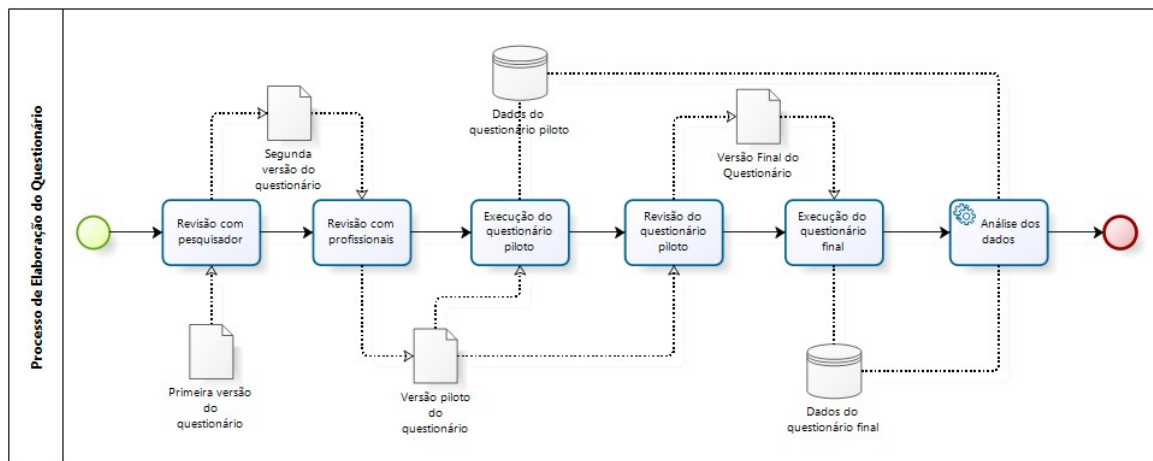 Processo de Elaboração do Questionário
Dados do
questionário piloto
Segunda
versão do
questionário
Versão Final do
Questionário
Revisão com
pesquisador
Revisão com
profissionais
Execução do
questionário
piloto
Revisão do
questionário
piloto
Execução do
questionário
final
Análise dos
dados
Primeira versão
do
questionário
Versão piloto
do
questionário
Dados do
questionário final